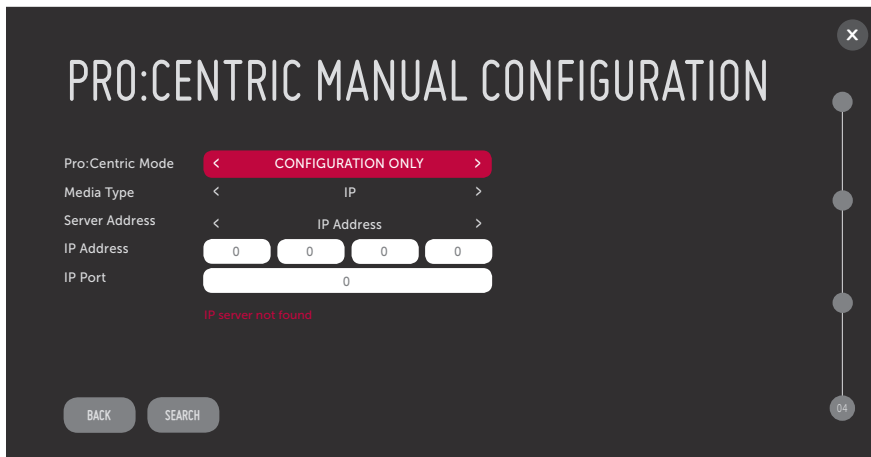 X
PRO:CENTRIC MANUAL CONFIGURATION
Pro:Centric Mode < CONFIGURATION ONLY >
Media Type < IP >
Server Address < IP Address >
IP Address 0 0 0 0
IP Port 0
IP server not found
BACK SEARCH 04